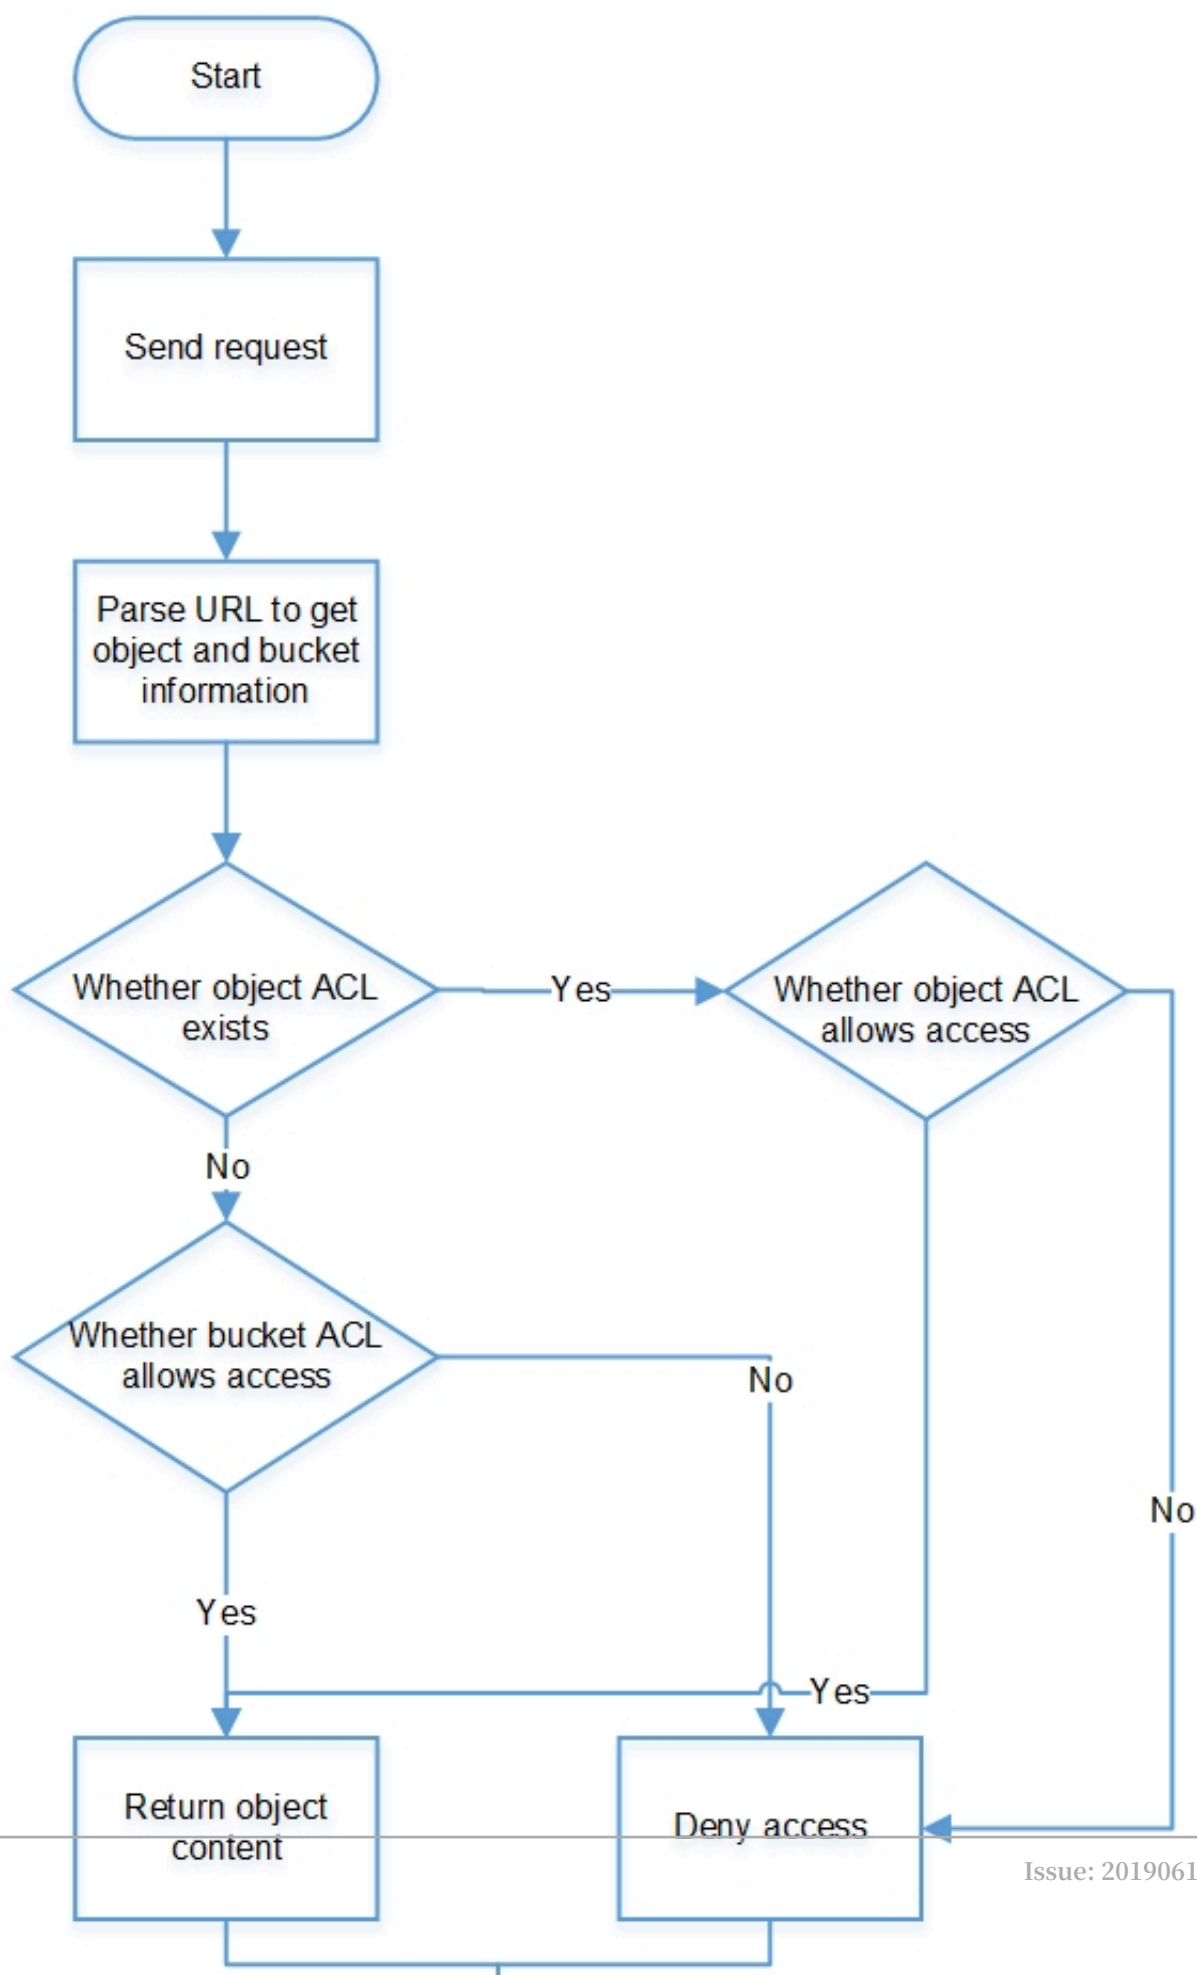 Start
Send request
Parse URL to get
object and bucket
information
Whether object ACL
exists
Yes
Whether object ACL
allows access
No
Whether bucket ACL
allows access
No
No
Yes
Yes
Return object
content
Deny access
Issue: 2019061